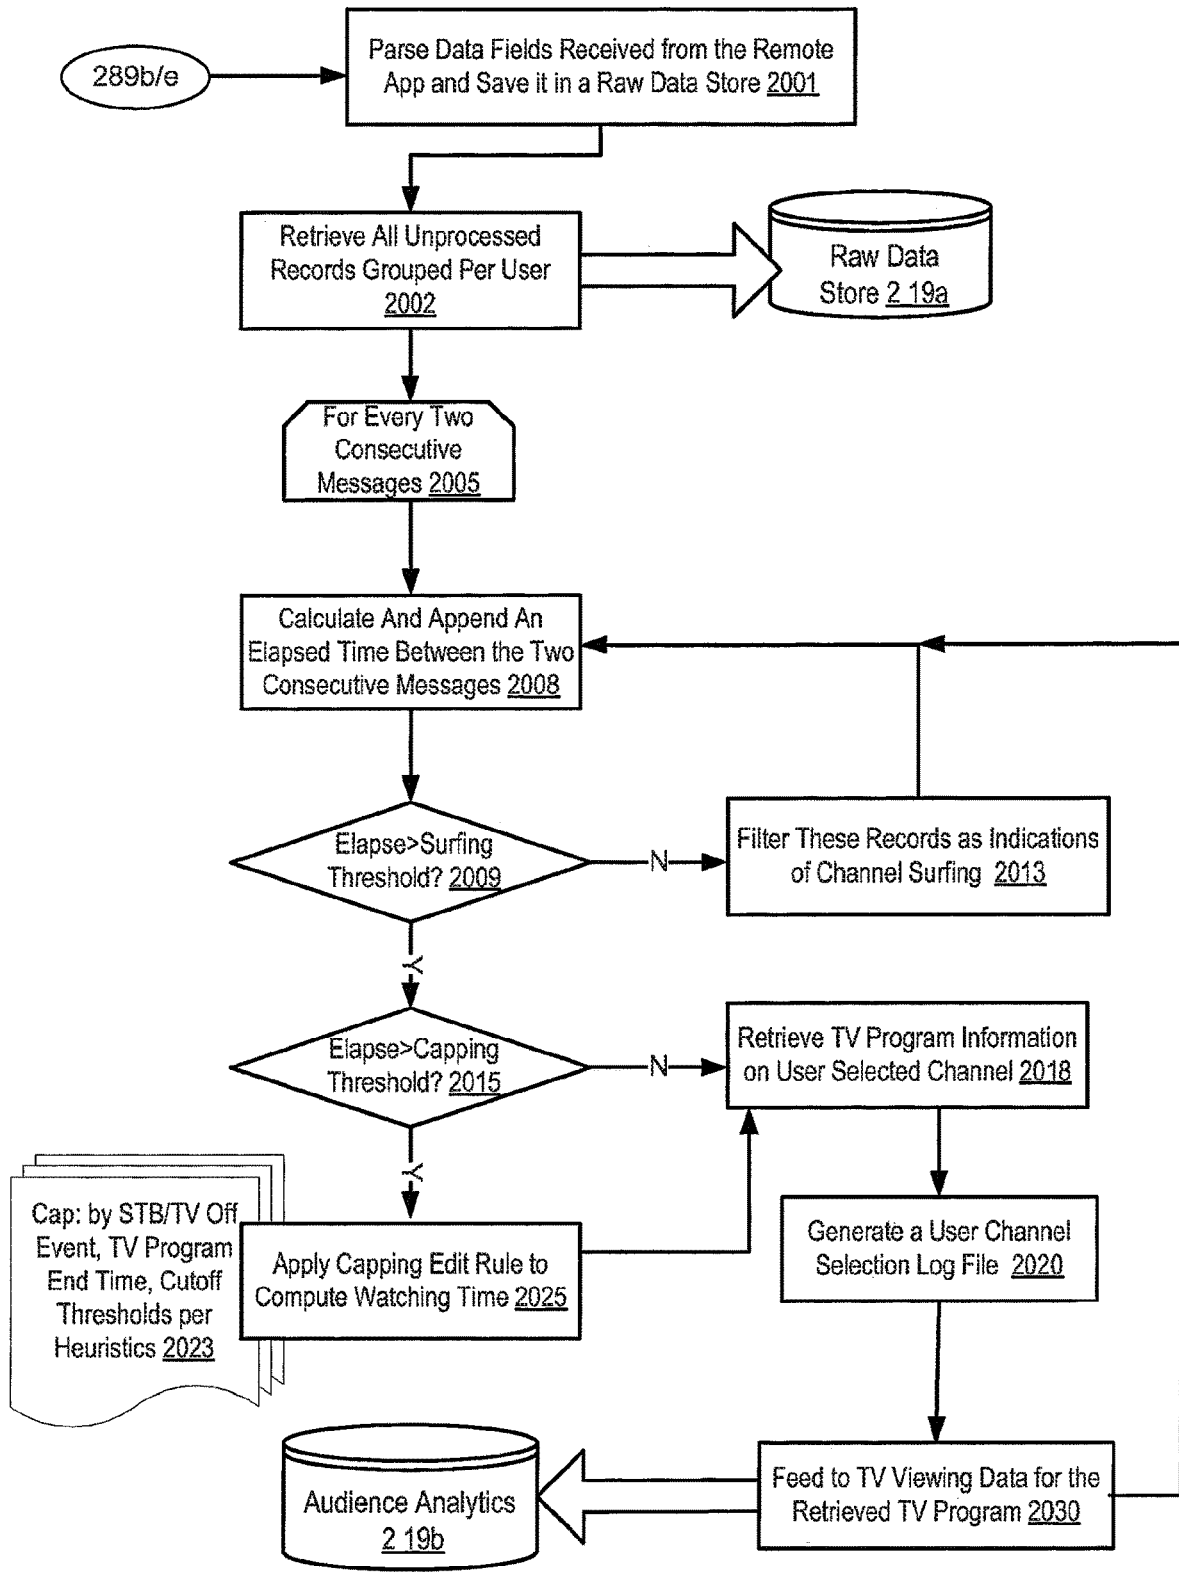 289b/e
Parse Data Fields Received from the Remote
App and Save it in a Raw Data Store 2001
Retrieve All Unprocessed
Records Grouped Per User
2002
Raw Data
Store 2 19a
For Every Two
Consecutive
Messages 2005
Calculate And Append An
Elapsed Time Between the Two
Consecutive Messages 2008
Elapse>Surfing
Threshold? 2009
N
Filter These Records as Indications
of Channel Surfing 2013
Y
Elapse>Capping
Threshold? 2015
N
Retrieve TV Program Information
on User Selected Channel 2018
Y
Cap: by STB/TV Off
Event, TV Program
End Time, Cutoff
Thresholds per
Heuristics 2023
Apply Capping Edit Rule to
Compute Watching Time 2025
Generate a User Channel
Selection Log File 2020
Audience Analytics
2 19b
Feed to TV Viewing Data for the
Retrieved TV Program 2030